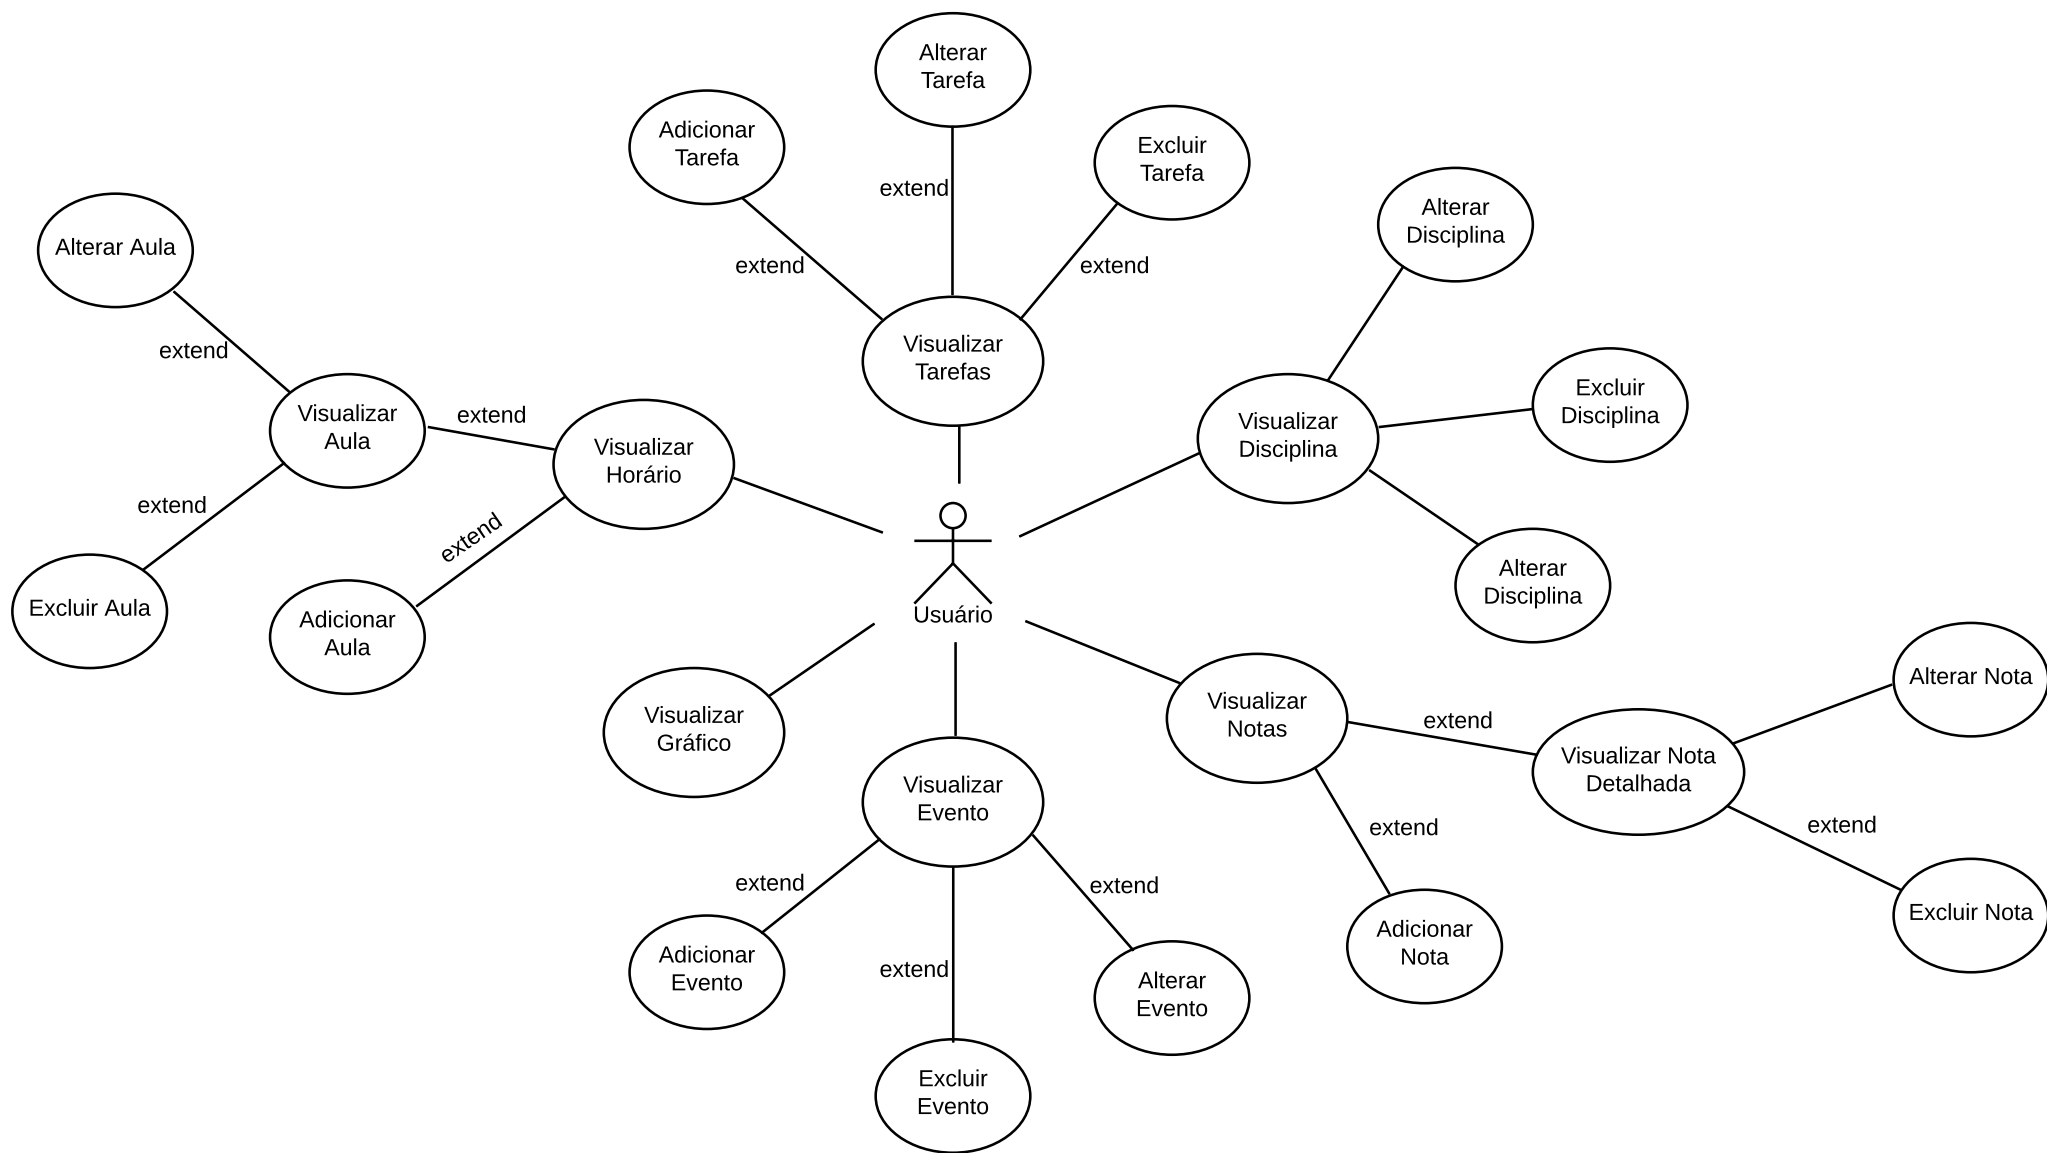 Alterar
Tarefa
Adicionar
Tarefa
Excluir
Tarefa
extend
extend
extend
Visualizar
Tarefas
Alterar Aula
extend
Visualizar
Aula
extend
Visualizar
Horário
extend
Excluir Aula
extend
Adicionar
Aula
Alterar
Disciplina
Excluir
Disciplina
Visualizar
Disciplina
Alterar
Disciplina
Usuário
Visualizar
Gráfico
Visualizar
Evento
extend
extend
extend
Adicionar
Evento
Alterar
Evento
Excluir
Evento
Visualizar
Notas
extend
Visualizar Nota
Detalhada
Alterar Nota
extend
Excluir Nota
extend
Adicionar
Nota